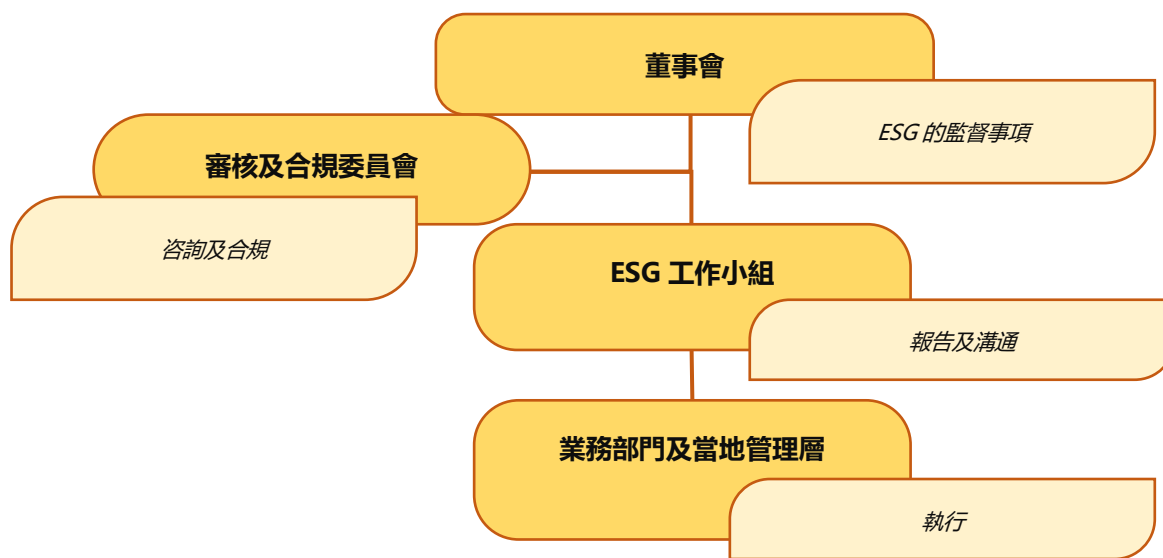 董事會
ESG 的監督事項
審核及合規委員會
咨詢及合規
ESG 工作小組
報告及溝通
業務部門及當地管理層
執行